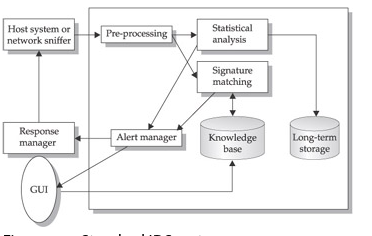 Host system or
network sniffer
Pre-processing
Statistical
analysis
Signature
matching
Response
manager
Alert manager
Knowledge
base
Long-term
storage
GUI